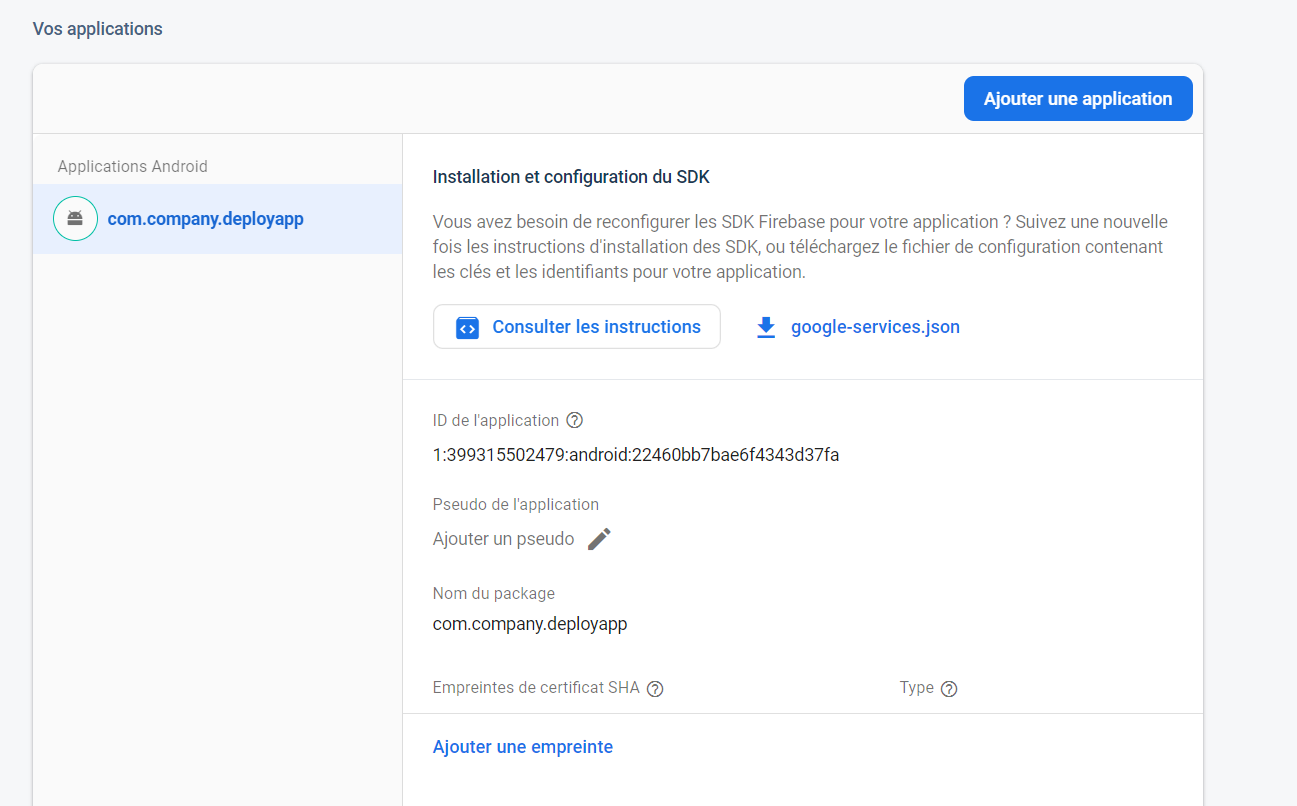 Vos applications
Ajouter une application
Applications Android
com.company.deployapp
Installation et configuration du SDK
Vous avez besoin de reconfigurer les SDK Firebase pour votre application ? Suivez une nouvelle
fois les instructions d'installation des SDK, ou téléchargez le fichier de configuration contenant
les clés et les identifiants pour votre application.
Consulter les instructions
google-services.json
ID de l'application
1:399315502479:android:22460bb7bae6f4343d37fa
Pseudo de l'application
Ajouter un pseudo
Nom du package
com.company.deployapp
Empreintes de certificat SHA
Type
Ajouter une empreinte